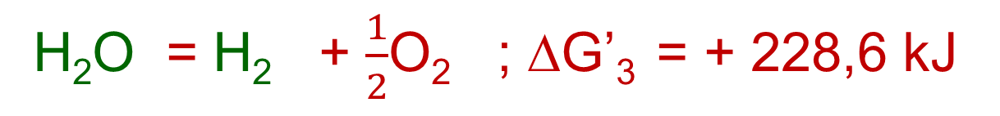 H₂O = H₂ + ½O₂ ; ΔG’₃ = + 228,6 kJ